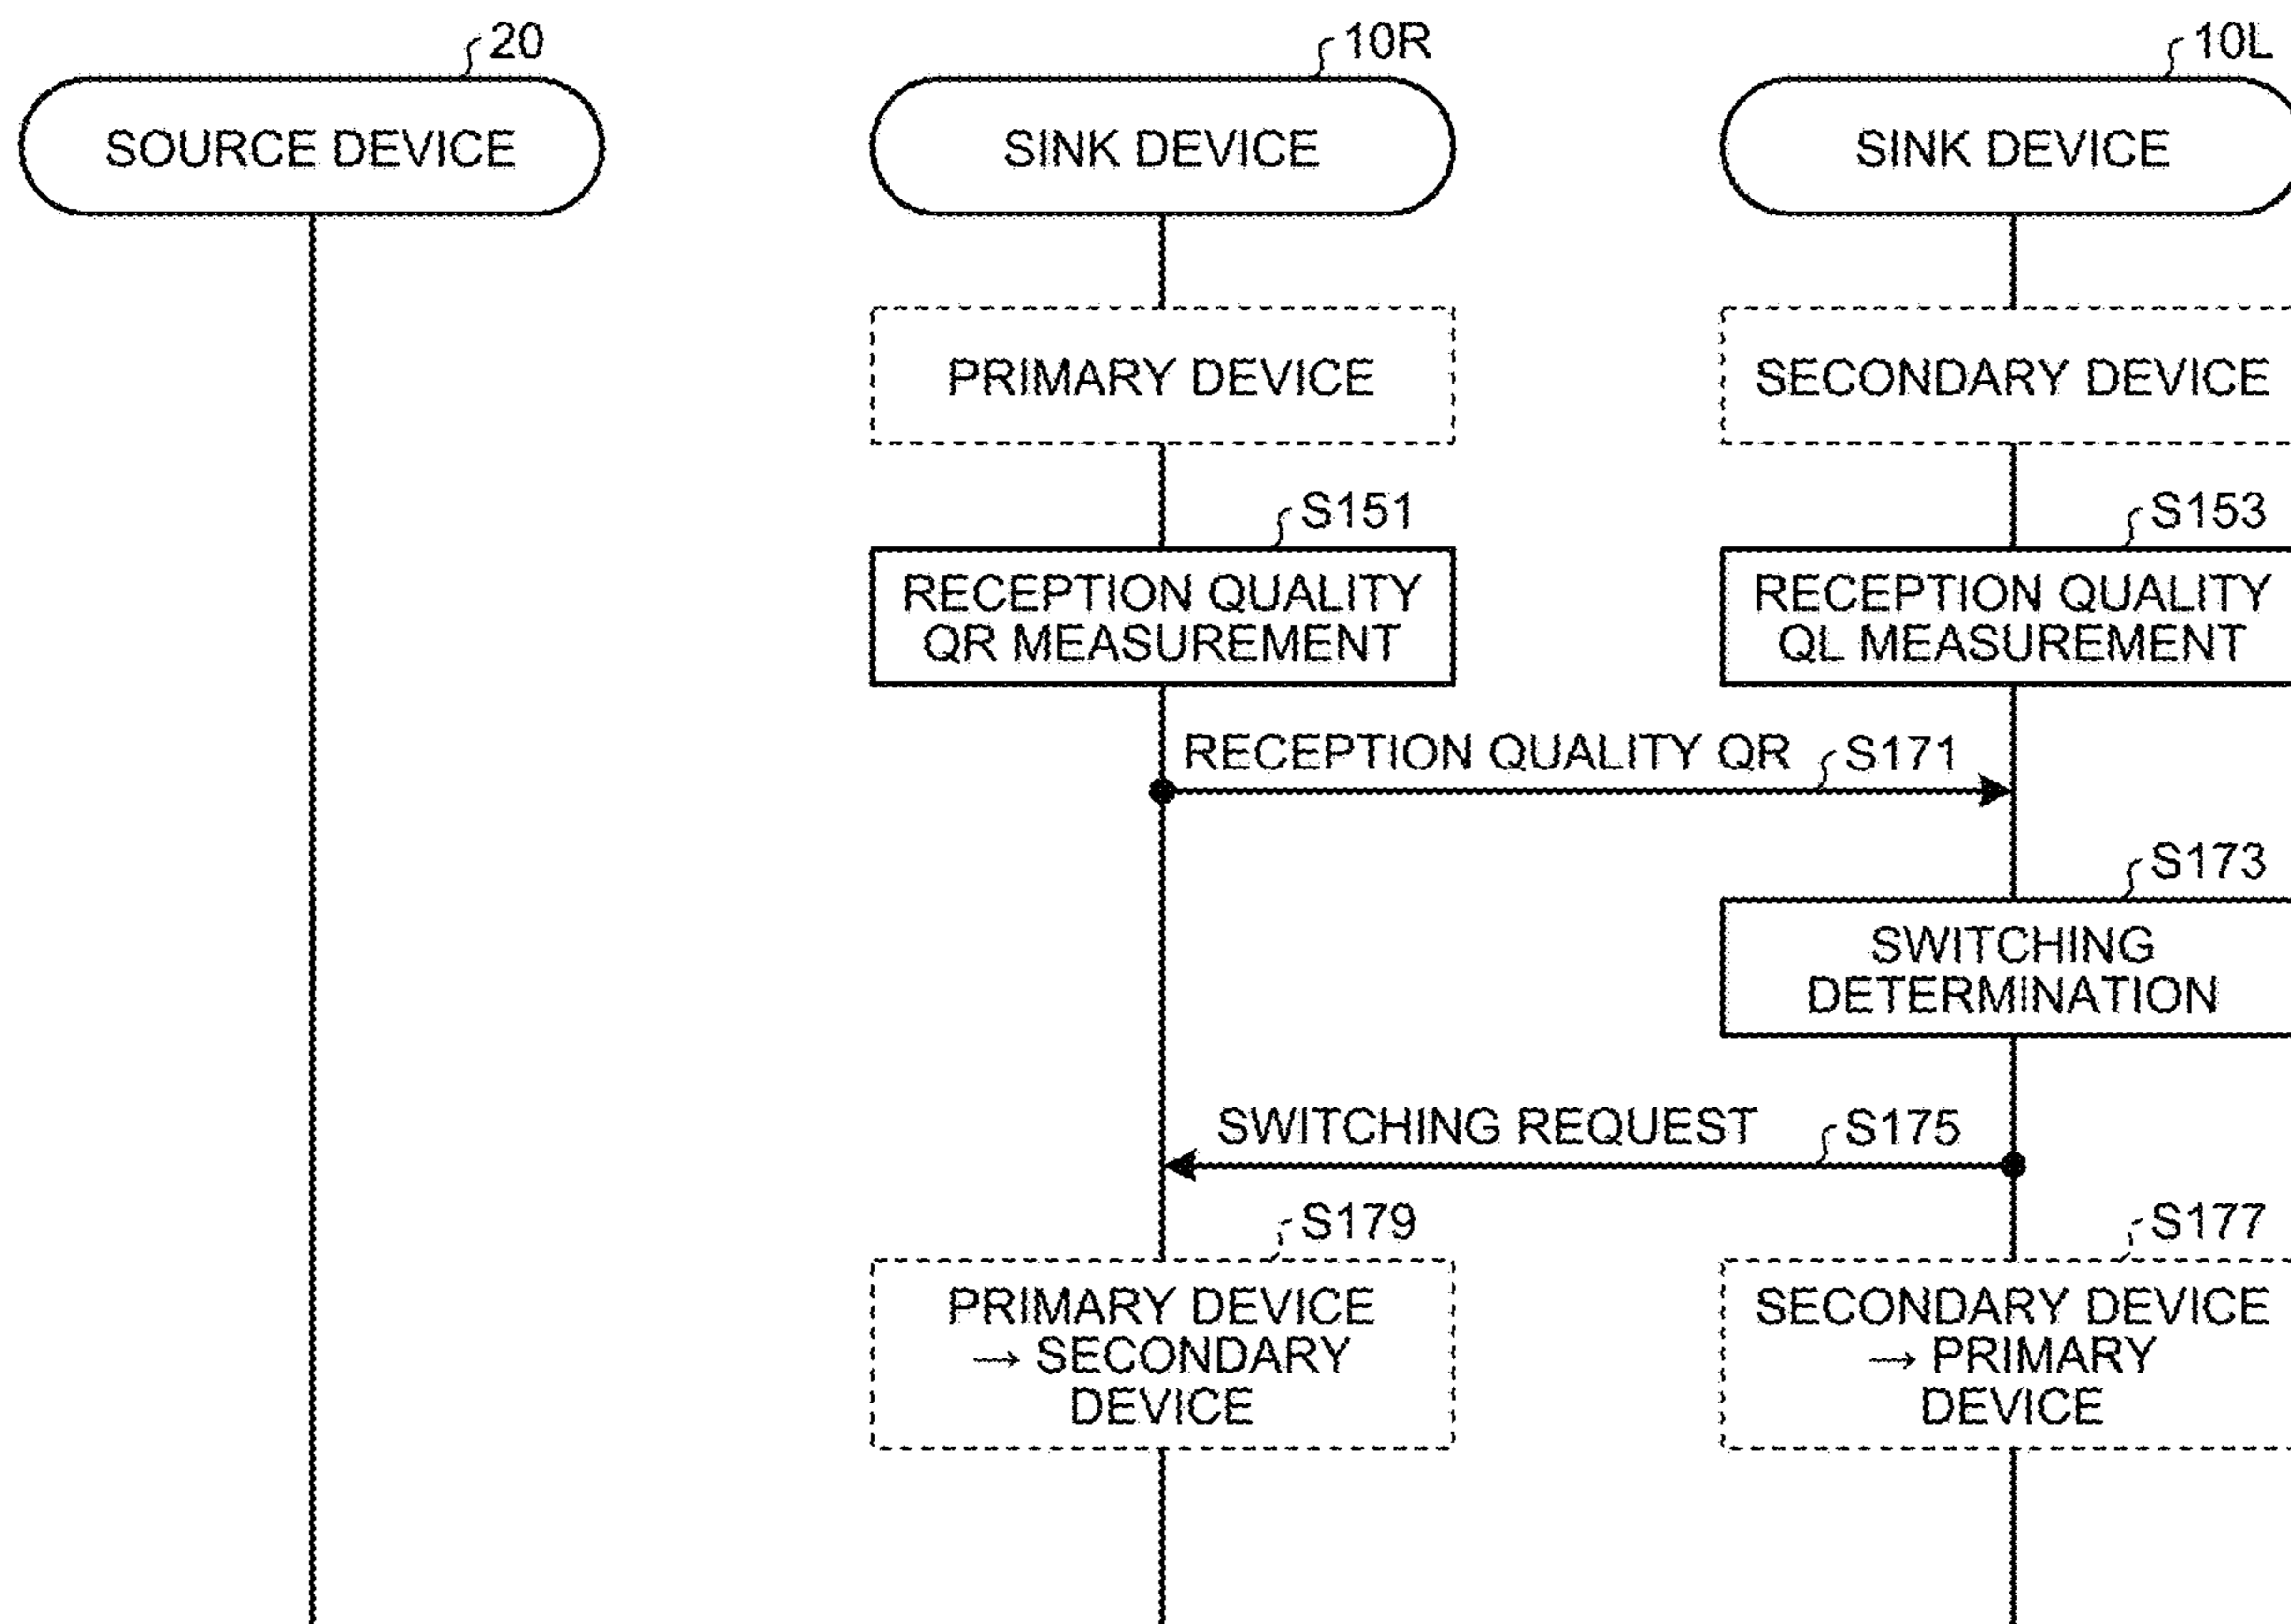 20
10R
10L
SOURCE DEVICE
SINK DEVICE
SINK DEVICE
PRIMARY DEVICE
SECONDARY DEVICE
S151
S153
RECEPTION QUALITY
QR MEASUREMENT
RECEPTION QUALITY
QL MEASUREMENT
RECEPTION QUALITY QR
S171
S173
SWITCHING
DETERMINATION
SWITCHING REQUEST
S175
S179
S177
PRIMARY DEVICE
→ SECONDARY
DEVICE
SECONDARY DEVICE
→ PRIMARY
DEVICE